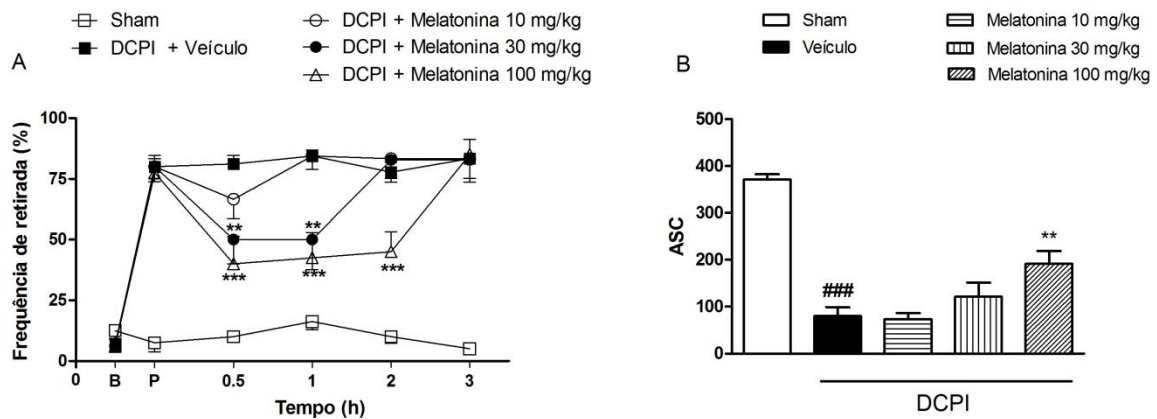 Sham
DCPI + Veículo
DCPI + Melatonina 10 mg/kg
DCPI + Melatonina 30 mg/kg
DCPI + Melatonina 100 mg/kg
A
Frequência de retirada (%)
100
75
50
25
0
** **
*** *** ***
0 B P 0.5 1 2 3
Tempo (h)
Sham
Veículo
Melatonina 10 mg/kg
Melatonina 30 mg/kg
Melatonina 100 mg/kg
B
ASC
500
400
300
200
100
0
###
**
DCPI